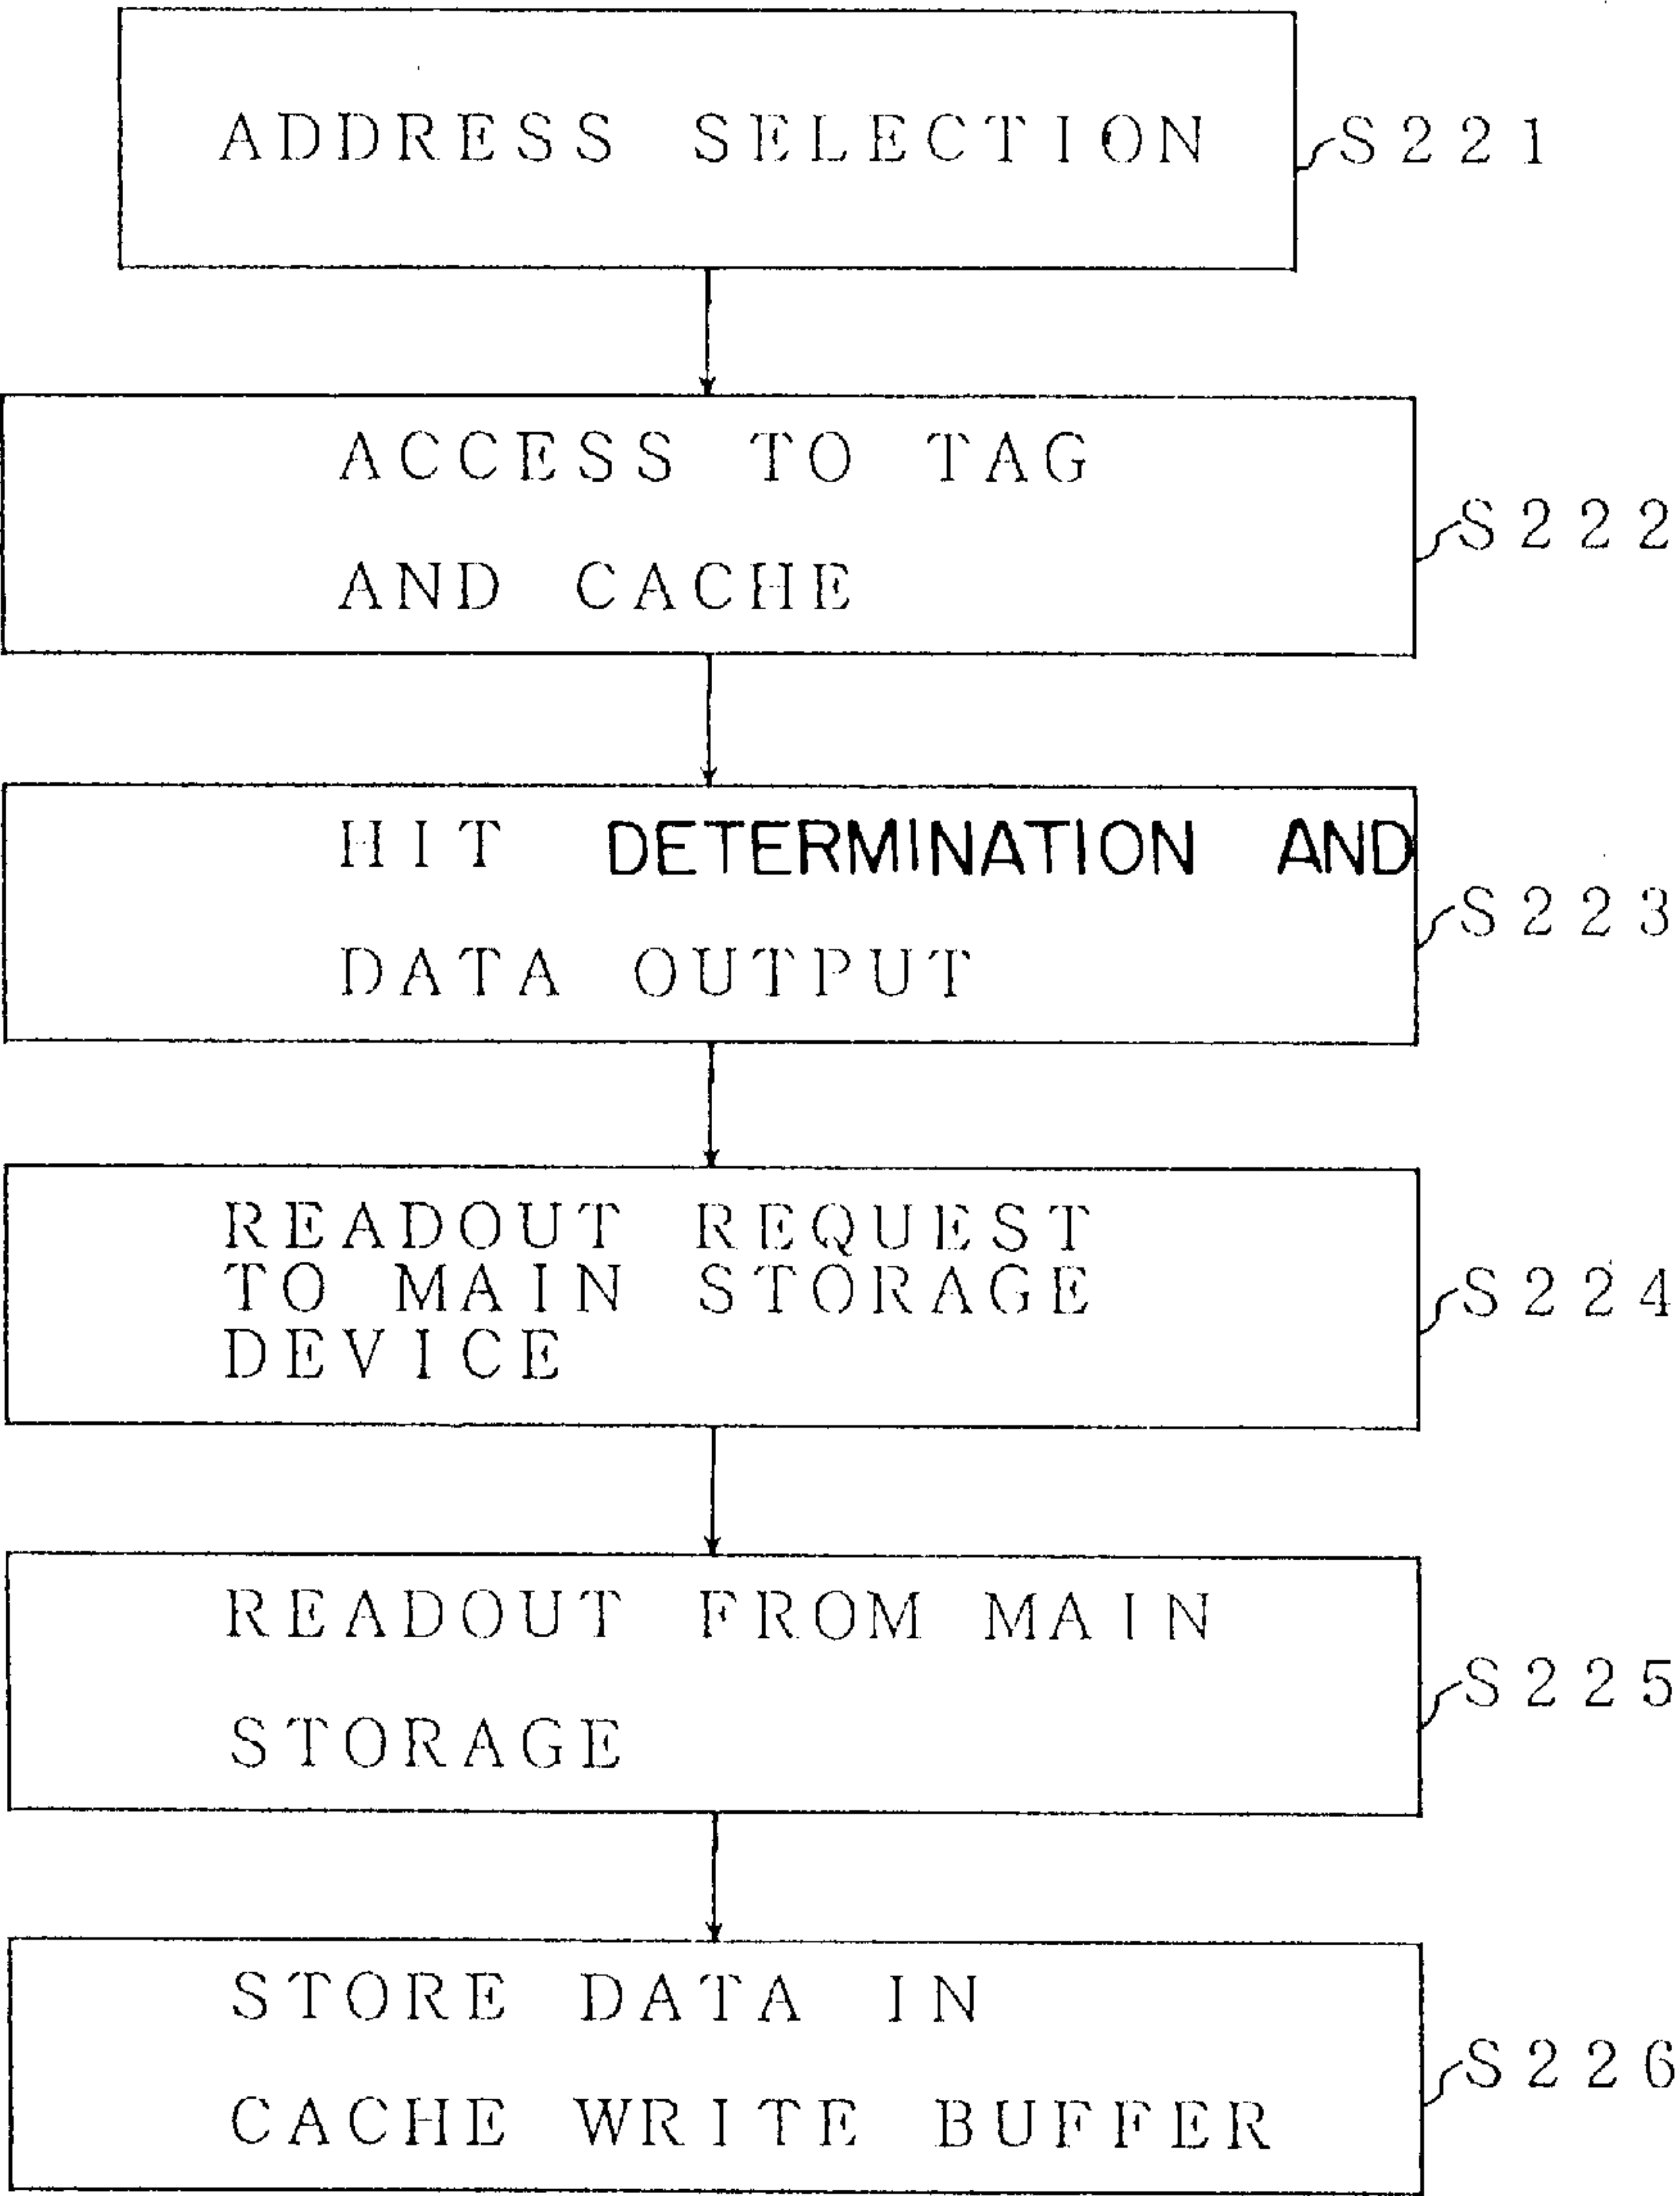 ADDRESS SELECTION
S221
ACCESS TO TAG
AND CACHE
S222
HIT DETERMINATION AND
DATA OUTPUT
S223
READOUT REQUEST
TO MAIN STORAGE
DEVICE
S224
READOUT FROM MAIN
STORAGE
S225
STORE DATA IN
CACHE WRITE BUFFER
S226